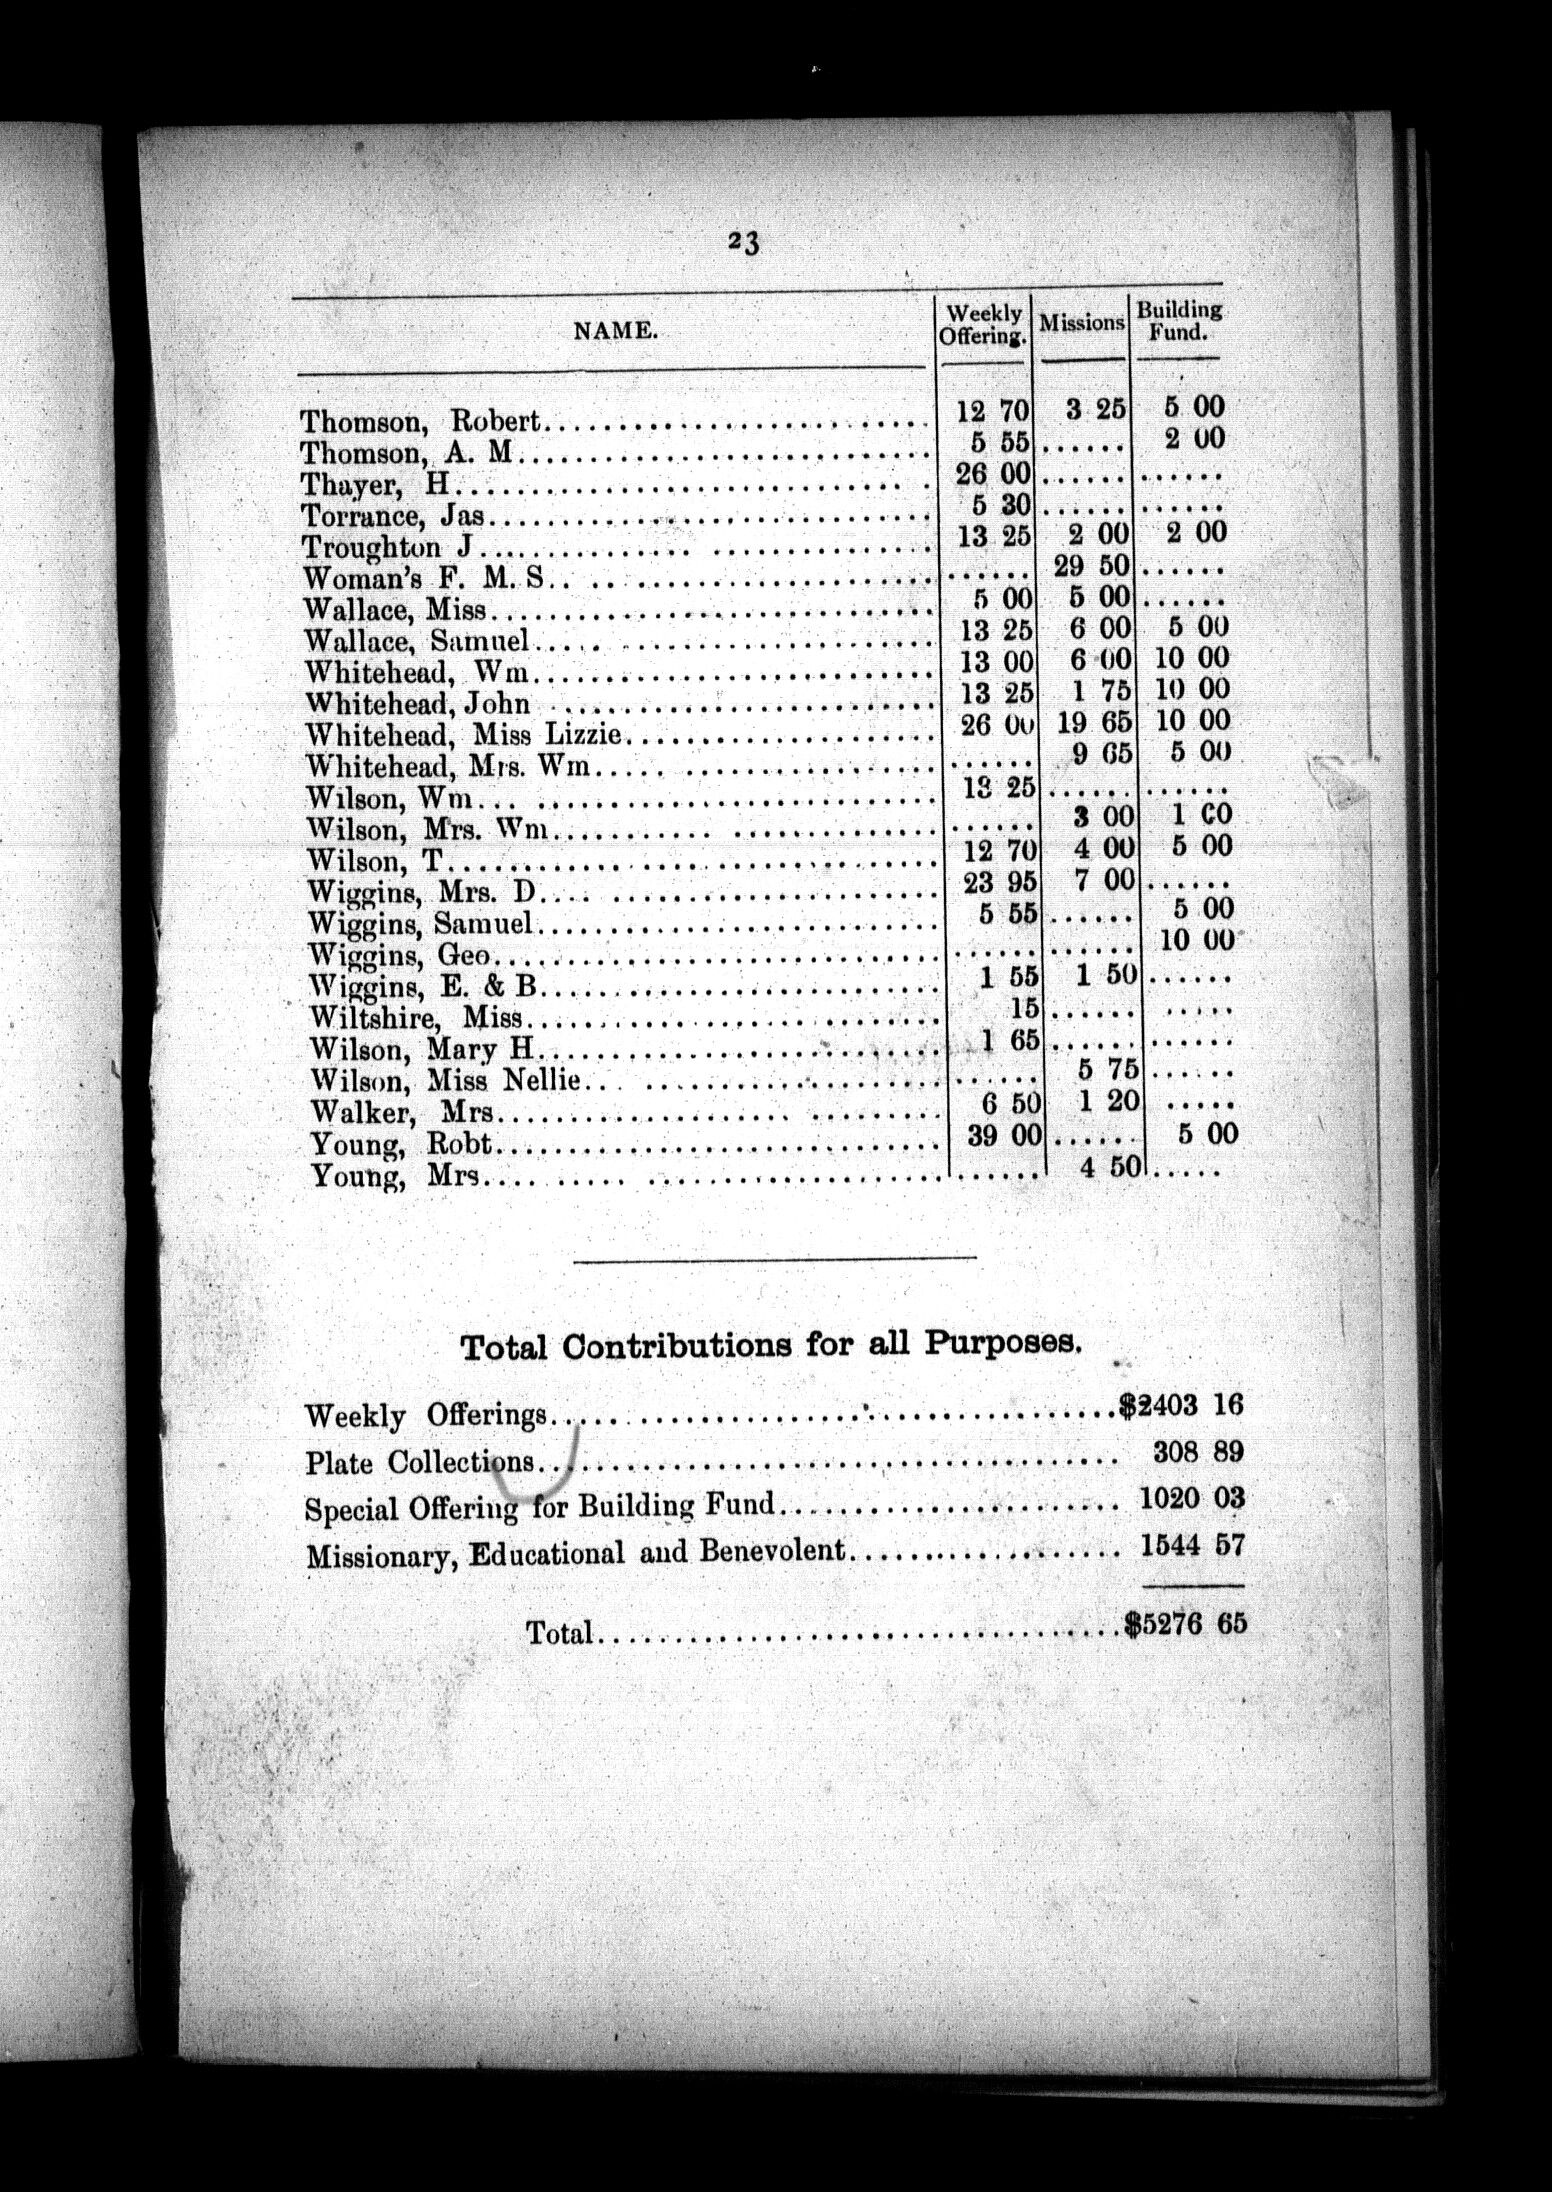 23
NAME. Weekly Offering. Missions Building Fund.
Thomson, Robert 12 70 3 25 5 00
Thomson, A. M 5 55 ...... 2 00
Thayer, H 26 00 ...... ......
Torrance, Jas 5 30 ...... ......
Troughton J 13 25 2 00 2 00
Woman's F. M. S ...... 29 50 ......
Wallace, Miss 5 00 5 00 ......
Wallace, Samuel 13 25 6 00 5 00
Whitehead, Wm 13 00 6 00 10 00
Whitehead, John 13 25 1 75 10 00
Whitehead, Miss Lizzie 26 00 19 65 10 00
Whitehead, Mrs. Wm ...... 9 65 5 00
Wilson, Wm 13 25 ...... ......
Wilson, Mrs. Wm ...... 3 00 1 00
Wilson, T 12 70 4 00 5 00
Wiggins, Mrs. D 23 95 7 00 ......
Wiggins, Samuel 5 55 ...... 5 00
Wiggins, Geo ...... ...... 10 00
Wiggins, E. & B 1 55 1 50 ......
Wiltshire, Miss 15 ...... .....
Wilson, Mary H 1 65 ...... ......
Wilson, Miss Nellie ...... 5 75 ......
Walker, Mrs 6 50 1 20 .....
Young, Robt 39 00 ...... 5 00
Young, Mrs ...... 4 50 .....
Total Contributions for all Purposes.
Weekly Offerings $2403 16
Plate Collections 308 89
Special Offering for Building Fund 1020 03
Missionary, Educational and Benevolent 1544 57
Total $5276 65